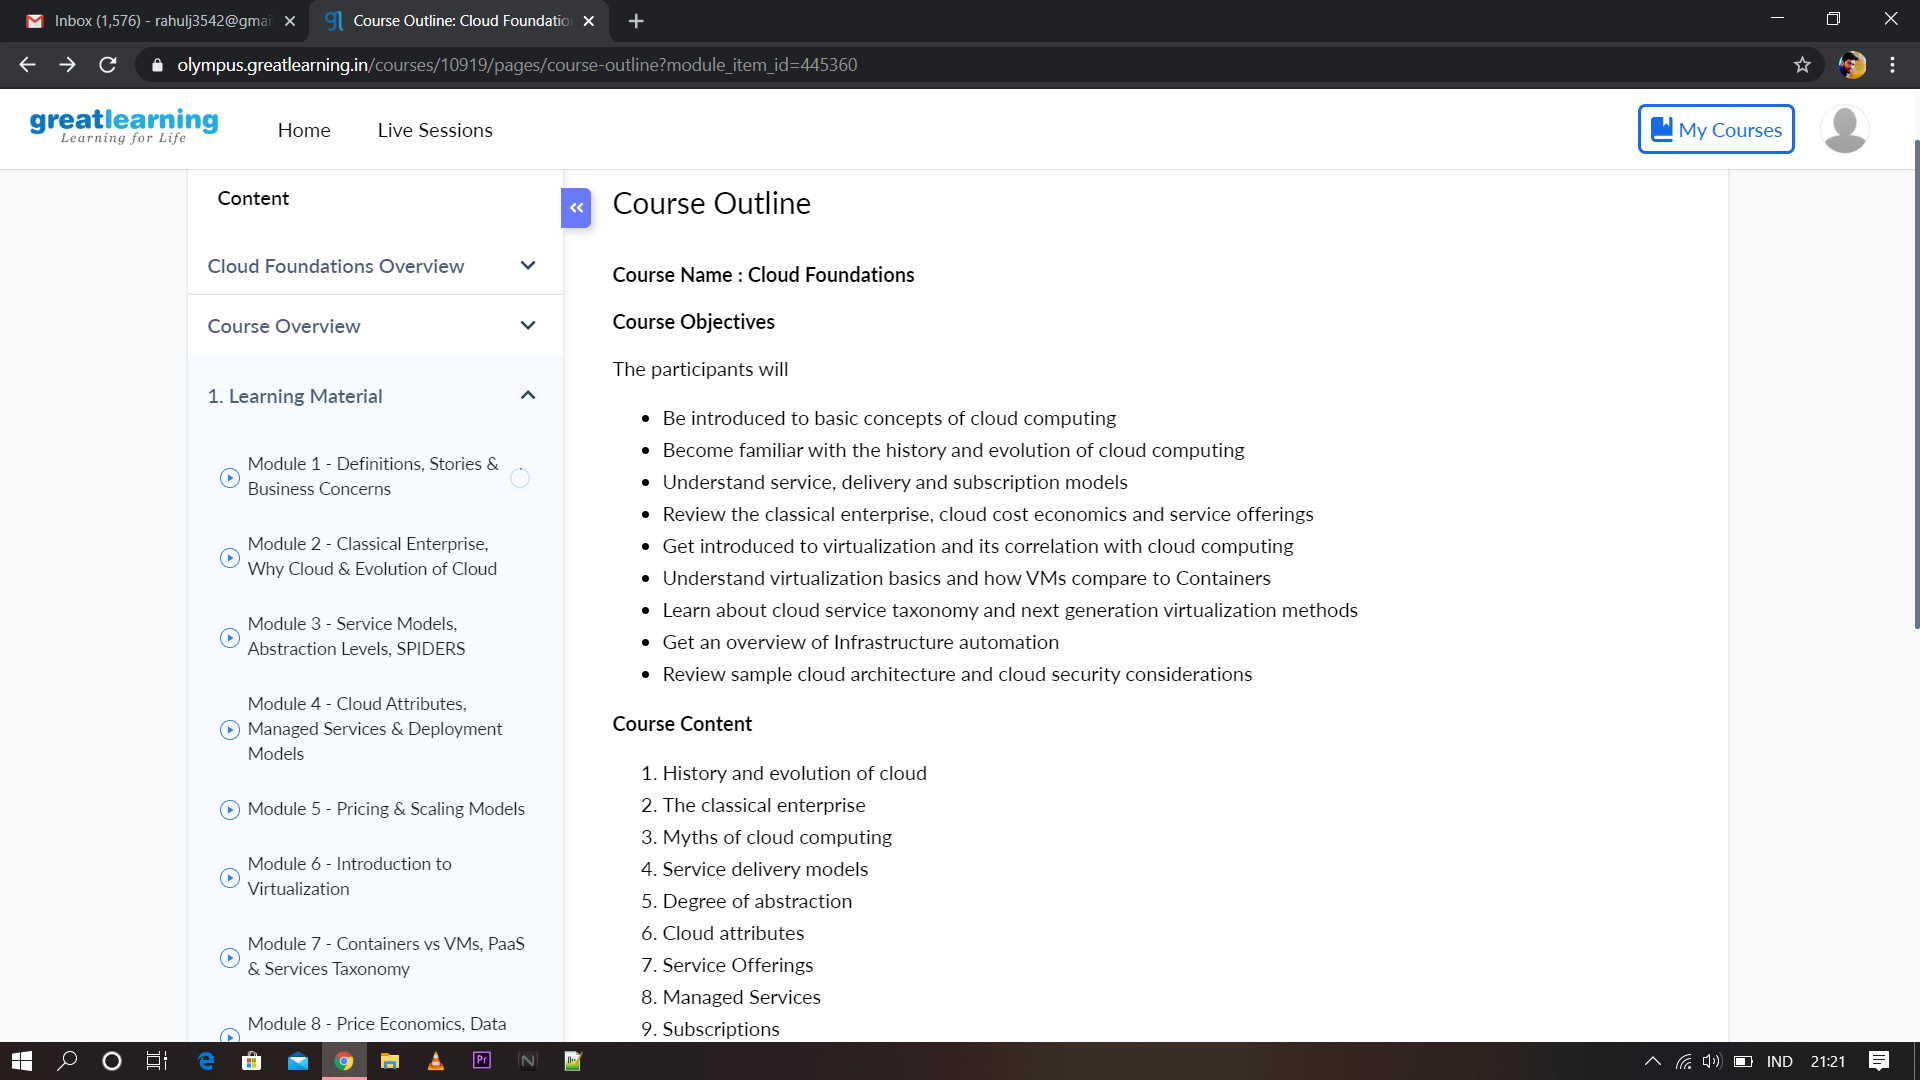 Inbox (1,576) - rahulj3542@gmai
Course Outline: Cloud Foundatio
olympus.greatlearning.in/courses/10919/pages/course-outline?module_item_id=445360
greatlearning
Learning for Life
Home
Live Sessions
My Courses
Content
Cloud Foundations Overview
Course Overview
1. Learning Material
Module 1 - Definitions, Stories &
Business Concerns
Module 2 - Classical Enterprise,
Why Cloud & Evolution of Cloud
Module 3 - Service Models,
Abstraction Levels, SPIDERS
Module 4 - Cloud Attributes,
Managed Services & Deployment
Models
Module 5 - Pricing & Scaling Models
Module 6 - Introduction to
Virtualization
Module 7 - Containers vs VMs, PaaS
& Services Taxonomy
Module 8 - Price Economics, Data
Course Outline
Course Name : Cloud Foundations
Course Objectives
The participants will
• Be introduced to basic concepts of cloud computing
• Become familiar with the history and evolution of cloud computing
• Understand service, delivery and subscription models
• Review the classical enterprise, cloud cost economics and service offerings
• Get introduced to virtualization and its correlation with cloud computing
• Understand virtualization basics and how VMs compare to Containers
• Learn about cloud service taxonomy and next generation virtualization methods
• Get an overview of Infrastructure automation
• Review sample cloud architecture and cloud security considerations
Course Content
1. History and evolution of cloud
2. The classical enterprise
3. Myths of cloud computing
4. Service delivery models
5. Degree of abstraction
6. Cloud attributes
7. Service Offerings
8. Managed Services
9. Subscriptions
Pr
N
IND
21:21